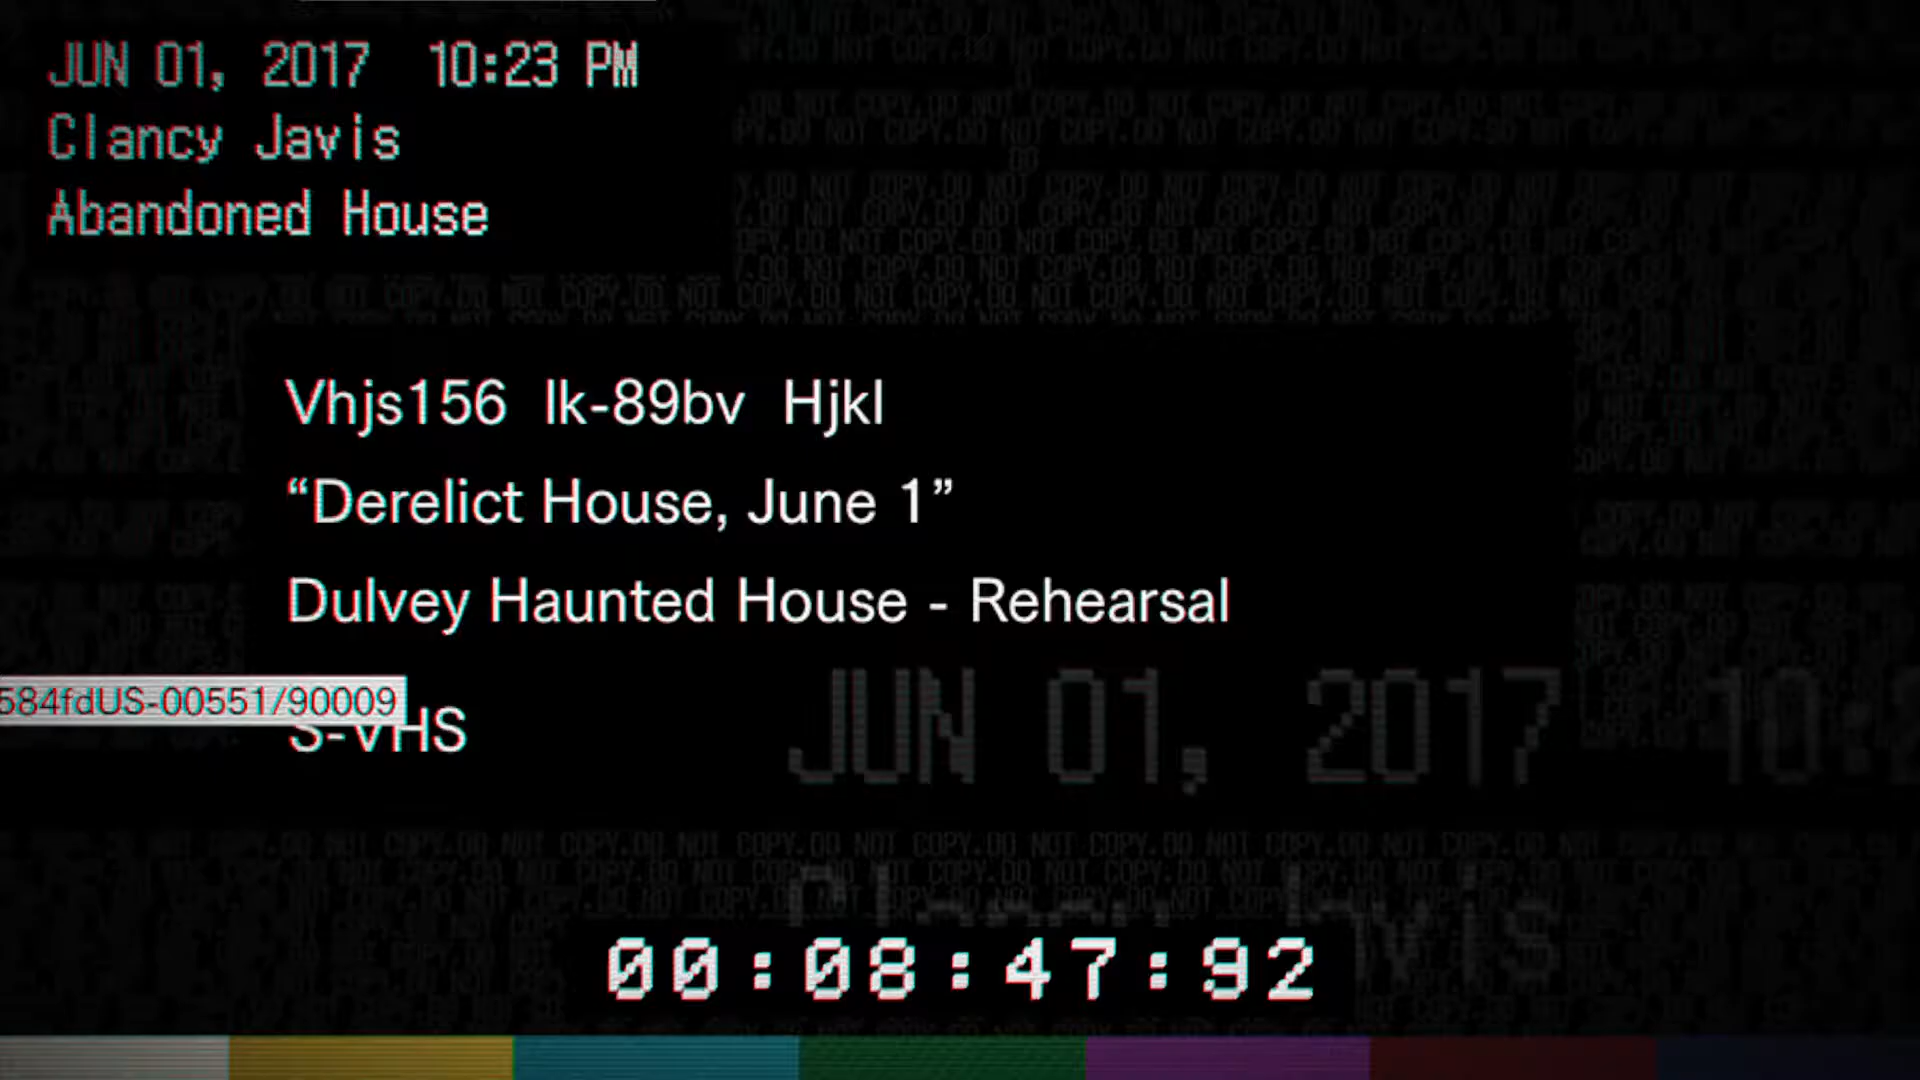 JUN 01, 2017 10:23 PM
Clancy Javis
Abandoned House
Vhjs156 lk-89bv Hjkl
“Derelict House, June 1”
Dulvey Haunted House - Rehearsal
584fdUS-00551/90009
S-VHS
JUN 01, 2017
00:08:47:92